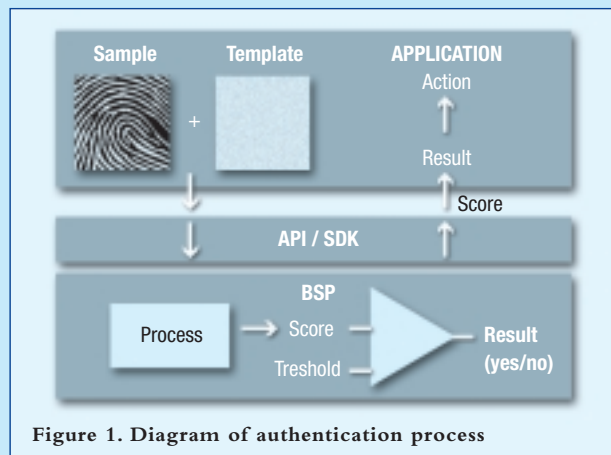 Sample
Template
APPLICATION
Action
+
Result
Score
API / SDK
BSP
Process
Score
Treshold
Result
(yes/no)
Figure 1. Diagram of authentication process